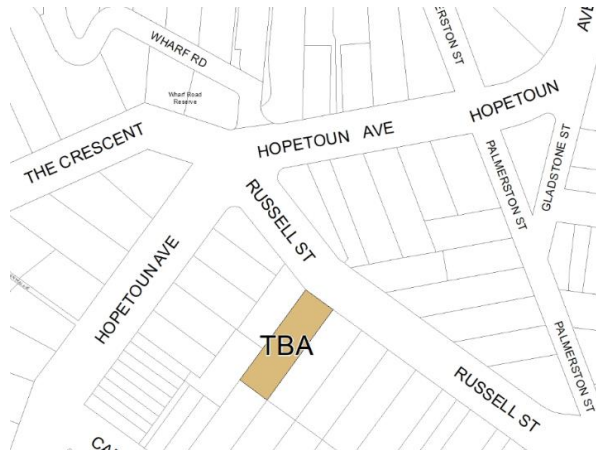 WHARF RD
Wharf Road
Reserve
THE CRESCENT
HOPETOUN AVE
HOPETOUN
AVE
PALMERSTON ST
GLADSTONE ST
RUSSELL ST
HOPETOUN AVE
TBA
RUSSELL ST
PALMERSTON ST